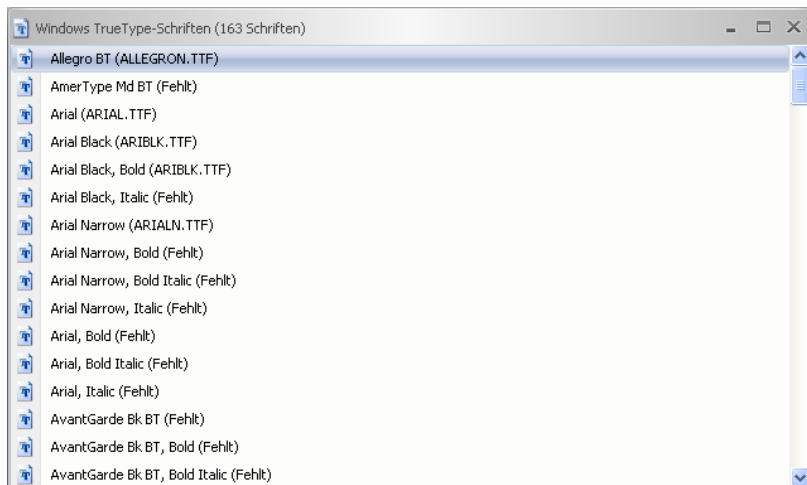 Windows TrueType-Schriften (163 Schriften)
Allegro BT (ALLEGRON.TTF)
AmerType Md BT (Fehlt)
Arial (ARIAL.TTF)
Arial Black (ARIBLK.TTF)
Arial Black, Bold (ARIBLK.TTF)
Arial Black, Italic (Fehlt)
Arial Narrow (ARIALN.TTF)
Arial Narrow, Bold (Fehlt)
Arial Narrow, Bold Italic (Fehlt)
Arial Narrow, Italic (Fehlt)
Arial, Bold (Fehlt)
Arial, Bold Italic (Fehlt)
Arial, Italic (Fehlt)
AvantGarde Bk BT (Fehlt)
AvantGarde Bk BT, Bold (Fehlt)
AvantGarde Bk BT, Bold Italic (Fehlt)